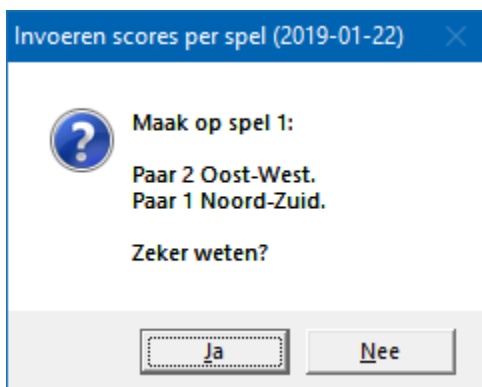 Invoeren scores per spel (2019-01-22)
Maak op spel 1:
Paar 2 Oost-West.
Paar 1 Noord-Zuid.
Zeker weten?
Ja
Nee